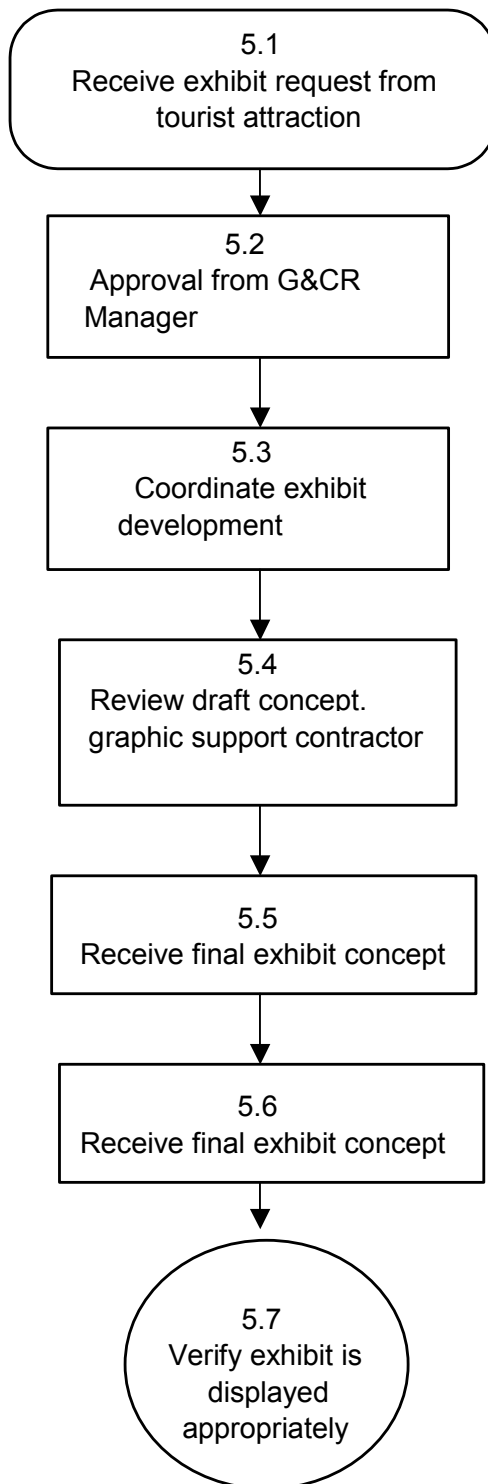 5.1
Receive exhibit request from
tourist attraction
5.2
Approval from G&CR
Manager
5.3
Coordinate exhibit
development
5.4
Review draft concept,
graphic support contractor
5.5
Receive final exhibit concept
5.6
Receive final exhibit concept
5.7
Verify exhibit is
displayed
appropriately